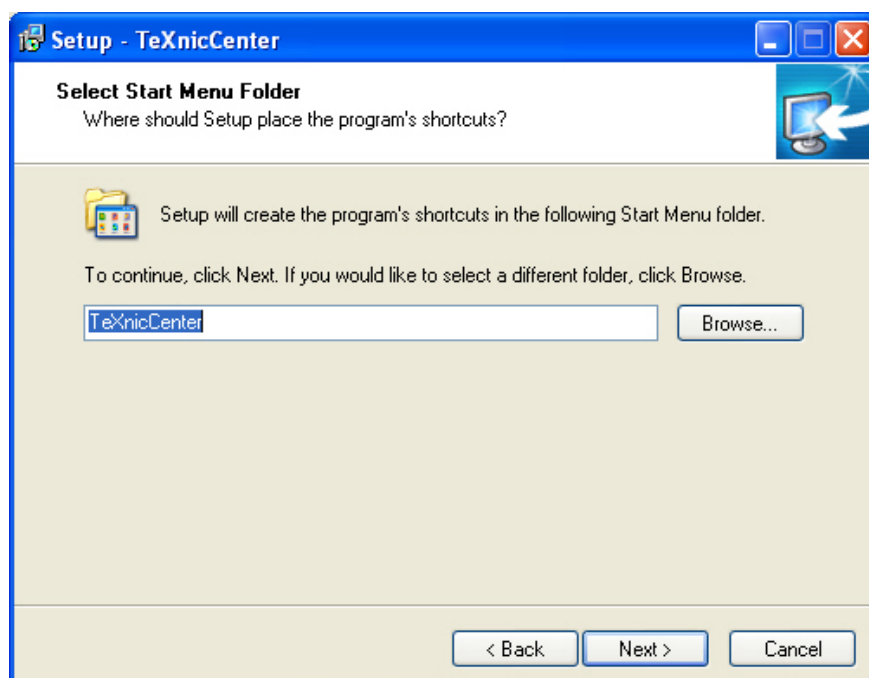 Setup - TeXnicCenter
Select Start Menu Folder
Where should Setup place the program's shortcuts?
Setup will create the program's shortcuts in the following Start Menu folder.
To continue, click Next. If you would like to select a different folder, click Browse.
TeXnicCenter
Browse...
< Back
Next >
Cancel